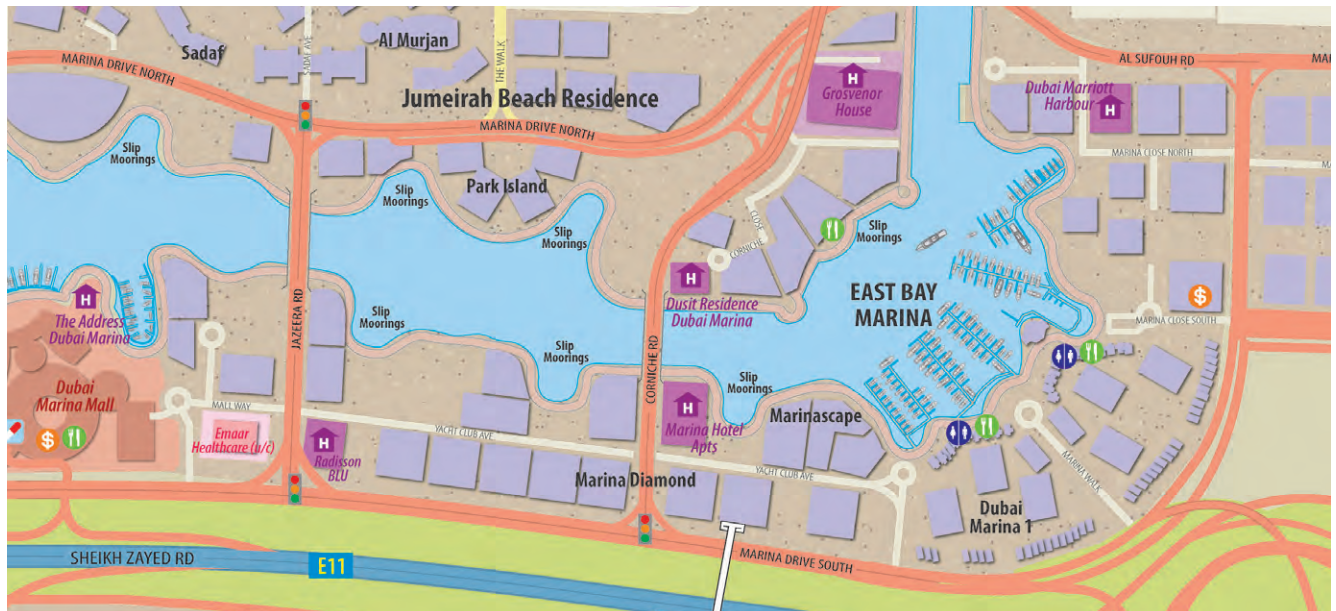 Sadaf
SADAF AVE
Al Murjan
THE WALK
MARINA DRIVE NORTH
Jumeirah Beach Residence
MARINA DRIVE NORTH
H
Grosvenor
House
AL SUFOUH RD
Dubai Marriott
Harbour
H
MARINA CLOSE NORTH
Slip
Moorings
Slip
Moorings
Park Island
Slip
Moorings
CLOSE
CORNICHE
Slip
Moorings
H
Dusit Residence
Dubai Marina
EAST BAY
MARINA
$
MARINA CLOSE SOUTH
H
The Address
Dubai Marina
JAZEERA RD
Slip
Moorings
Slip
Moorings
CORNICHE RD
Slip
Moorings
Dubai
Marina Mall
$
MALL WAY
Emaar
Healthcare (u/c)
H
Radisson
BLU
YACHT CLUB AVE
H
Marina Hotel
Apts
Marinascape
YACHT CLUB AVE
Marina Diamond
MARINA WALK
Dubai
Marina 1
MARINA DRIVE SOUTH
SHEIKH ZAYED RD
E11